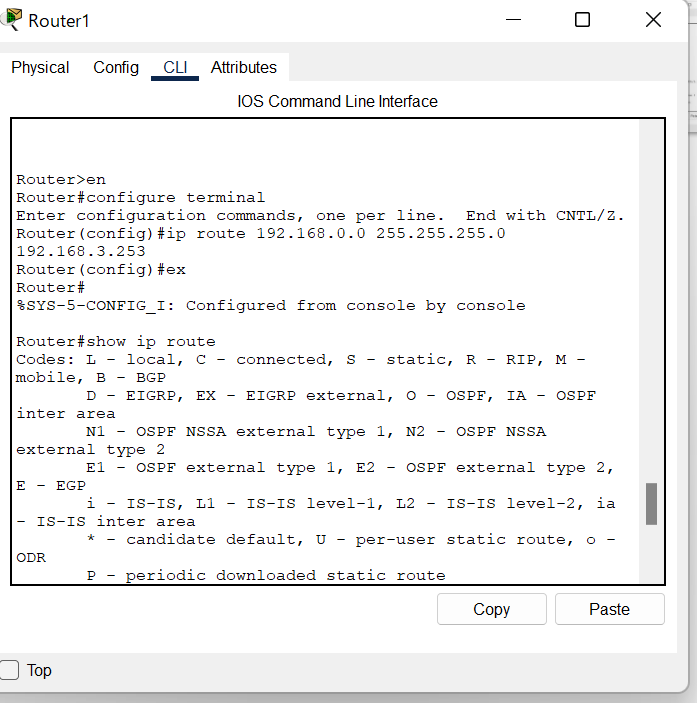 Router1
Physical Config CLI Attributes
IOS Command Line Interface
Router>en
Router#configure terminal
Enter configuration commands, one per line.  End with CNTL/Z.
Router(config)#ip route 192.168.0.0 255.255.255.0
192.168.3.253
Router(config)#ex
Router#
%SYS-5-CONFIG_I: Configured from console by console
Router#show ip route
Codes: L - local, C - connected, S - static, R - RIP, M -
mobile, B - BGP
D - EIGRP, EX - EIGRP external, O - OSPF, IA - OSPF
inter area
N1 - OSPF NSSA external type 1, N2 - OSPF NSSA
external type 2
E1 - OSPF external type 1, E2 - OSPF external type 2,
E - EGP
i - IS-IS, L1 - IS-IS level-1, L2 - IS-IS level-2, ia
- IS-IS inter area
* - candidate default, U - per-user static route, o -
ODR
P - periodic downloaded static route
Copy Paste
Top